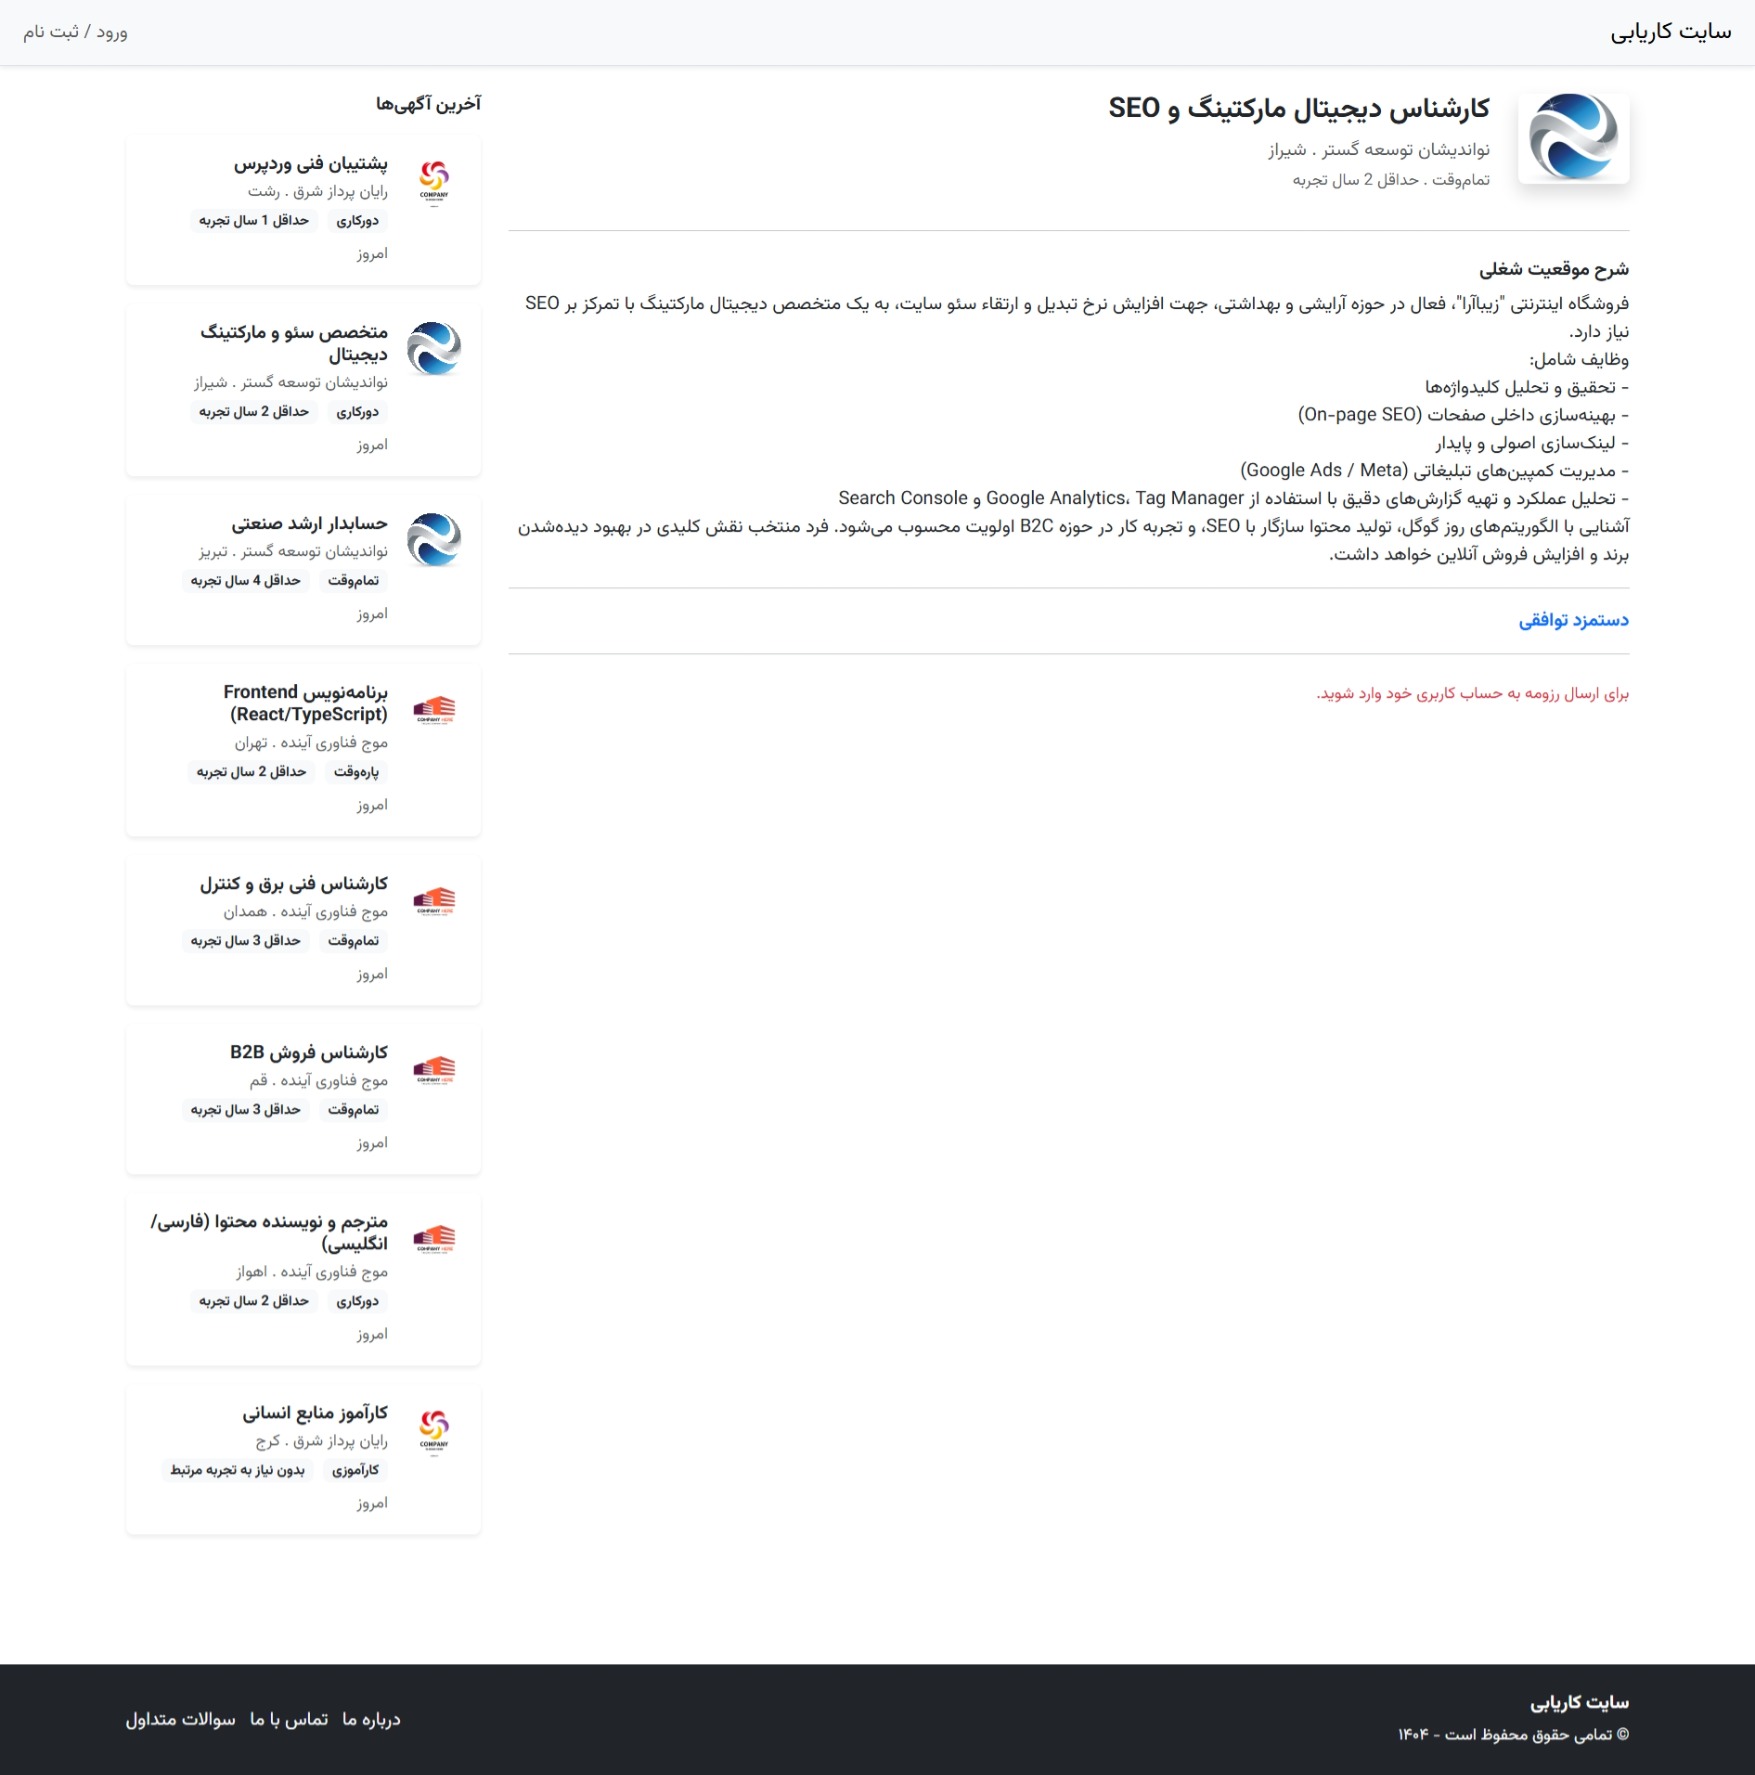 سایت کاریابی
ورود / ثبت نام
کارشناس دیجیتال مارکتینگ و SEO
نواندیشان توسعه گستر . شیراز
تمام‌وقت . حداقل 2 سال تجربه
شرح موقعیت شغلی
فروشگاه اینترنتی "زیباآرا"، فعال در حوزه آرایشی و بهداشتی، جهت افزایش نرخ تبدیل و ارتقاء سئو سایت، به یک متخصص دیجیتال مارکتینگ با تمرکز بر SEO
نیاز دارد.
وظایف شامل:
- تحقیق و تحلیل کلیدواژه‌ها
- بهینه‌سازی داخلی صفحات (On-page SEO)
- لینک‌سازی اصولی و پایدار
- مدیریت کمپین‌های تبلیغاتی (Google Ads / Meta)
- تحلیل عملکرد و تهیه گزارش‌های دقیق با استفاده از Google Analytics، Tag Manager و Search Console
آشنایی با الگوریتم‌های روز گوگل، تولید محتوا سازگار با SEO، و تجربه کار در حوزه B2C اولویت محسوب می‌شود. فرد منتخب نقش کلیدی در بهبود دیده‌شدن
برند و افزایش فروش آنلاین خواهد داشت.
دستمزد توافقی
برای ارسال رزومه به حساب کاربری خود وارد شوید.
آخرین آگهی‌ها
COMPANY
پشتیبان فنی وردپرس
رایان پرداز شرق . رشت
دورکاری
حداقل 1 سال تجربه
امروز
متخصص سئو و مارکتینگ
دیجیتال
نواندیشان توسعه گستر . شیراز
دورکاری
حداقل 2 سال تجربه
امروز
حسابدار ارشد صنعتی
نواندیشان توسعه گستر . تبریز
تمام‌وقت
حداقل 4 سال تجربه
امروز
COMPANY HERE
برنامه‌نویس Frontend
(React/TypeScript)
موج فناوری آینده . تهران
پاره‌وقت
حداقل 2 سال تجربه
امروز
COMPANY HERE
کارشناس فنی برق و کنترل
موج فناوری آینده . همدان
تمام‌وقت
حداقل 3 سال تجربه
امروز
COMPANY HERE
کارشناس فروش B2B
موج فناوری آینده . قم
تمام‌وقت
حداقل 3 سال تجربه
امروز
COMPANY HERE
مترجم و نویسنده محتوا (فارسی/
انگلیسی)
موج فناوری آینده . اهواز
دورکاری
حداقل 2 سال تجربه
امروز
COMPANY
کارآموز منابع انسانی
رایان پرداز شرق . کرج
کارآموزی
بدون نیاز به تجربه مرتبط
امروز
سایت کاریابی
© تمامی حقوق محفوظ است - ۱۴۰۴
درباره ما
تماس با ما
سوالات متداول